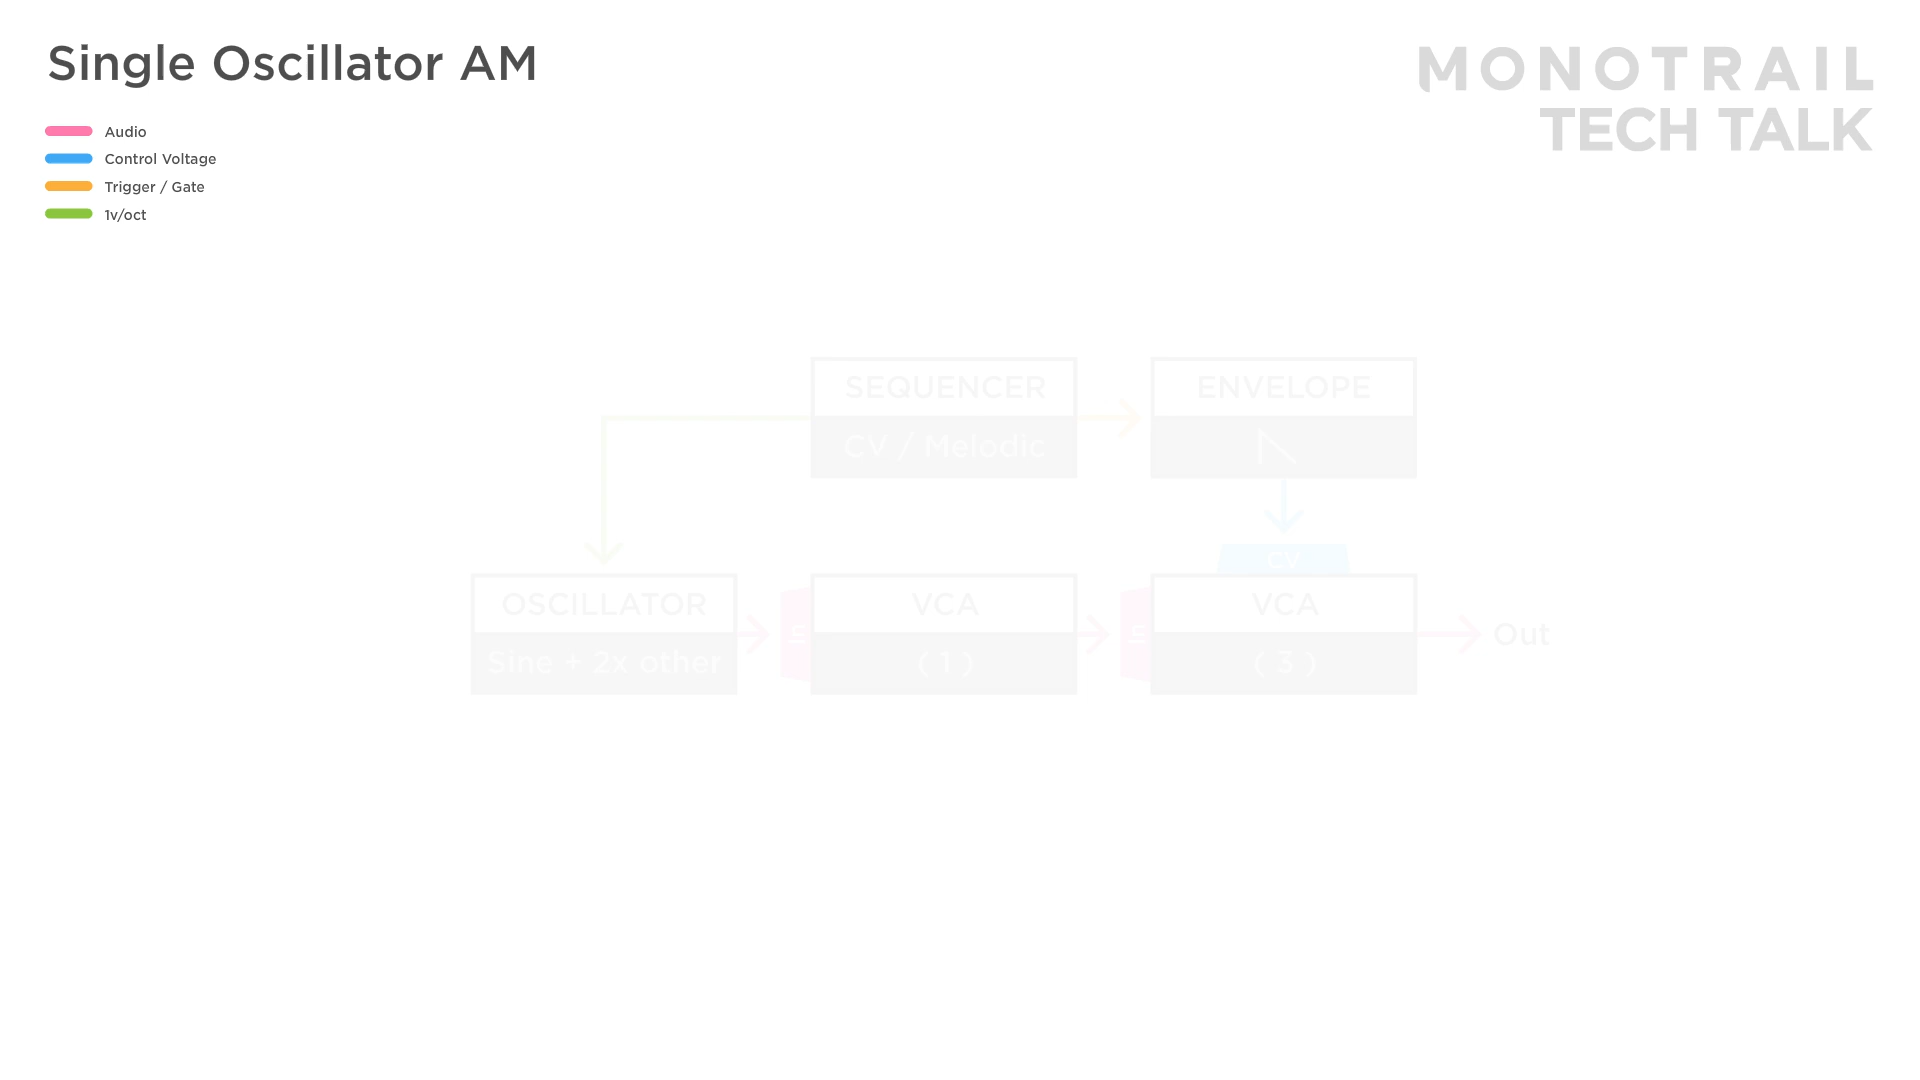 Single Oscillator AM
MONOTRAIL
TECH TALK
Audio
Control Voltage
Trigger / Gate
1v/oct
SEQUENCER
CV / Melodic
ENVELOPE
CV
OSCILLATOR
Sine + 2x other
VCA
( 1 )
VCA
( 3 )
Out